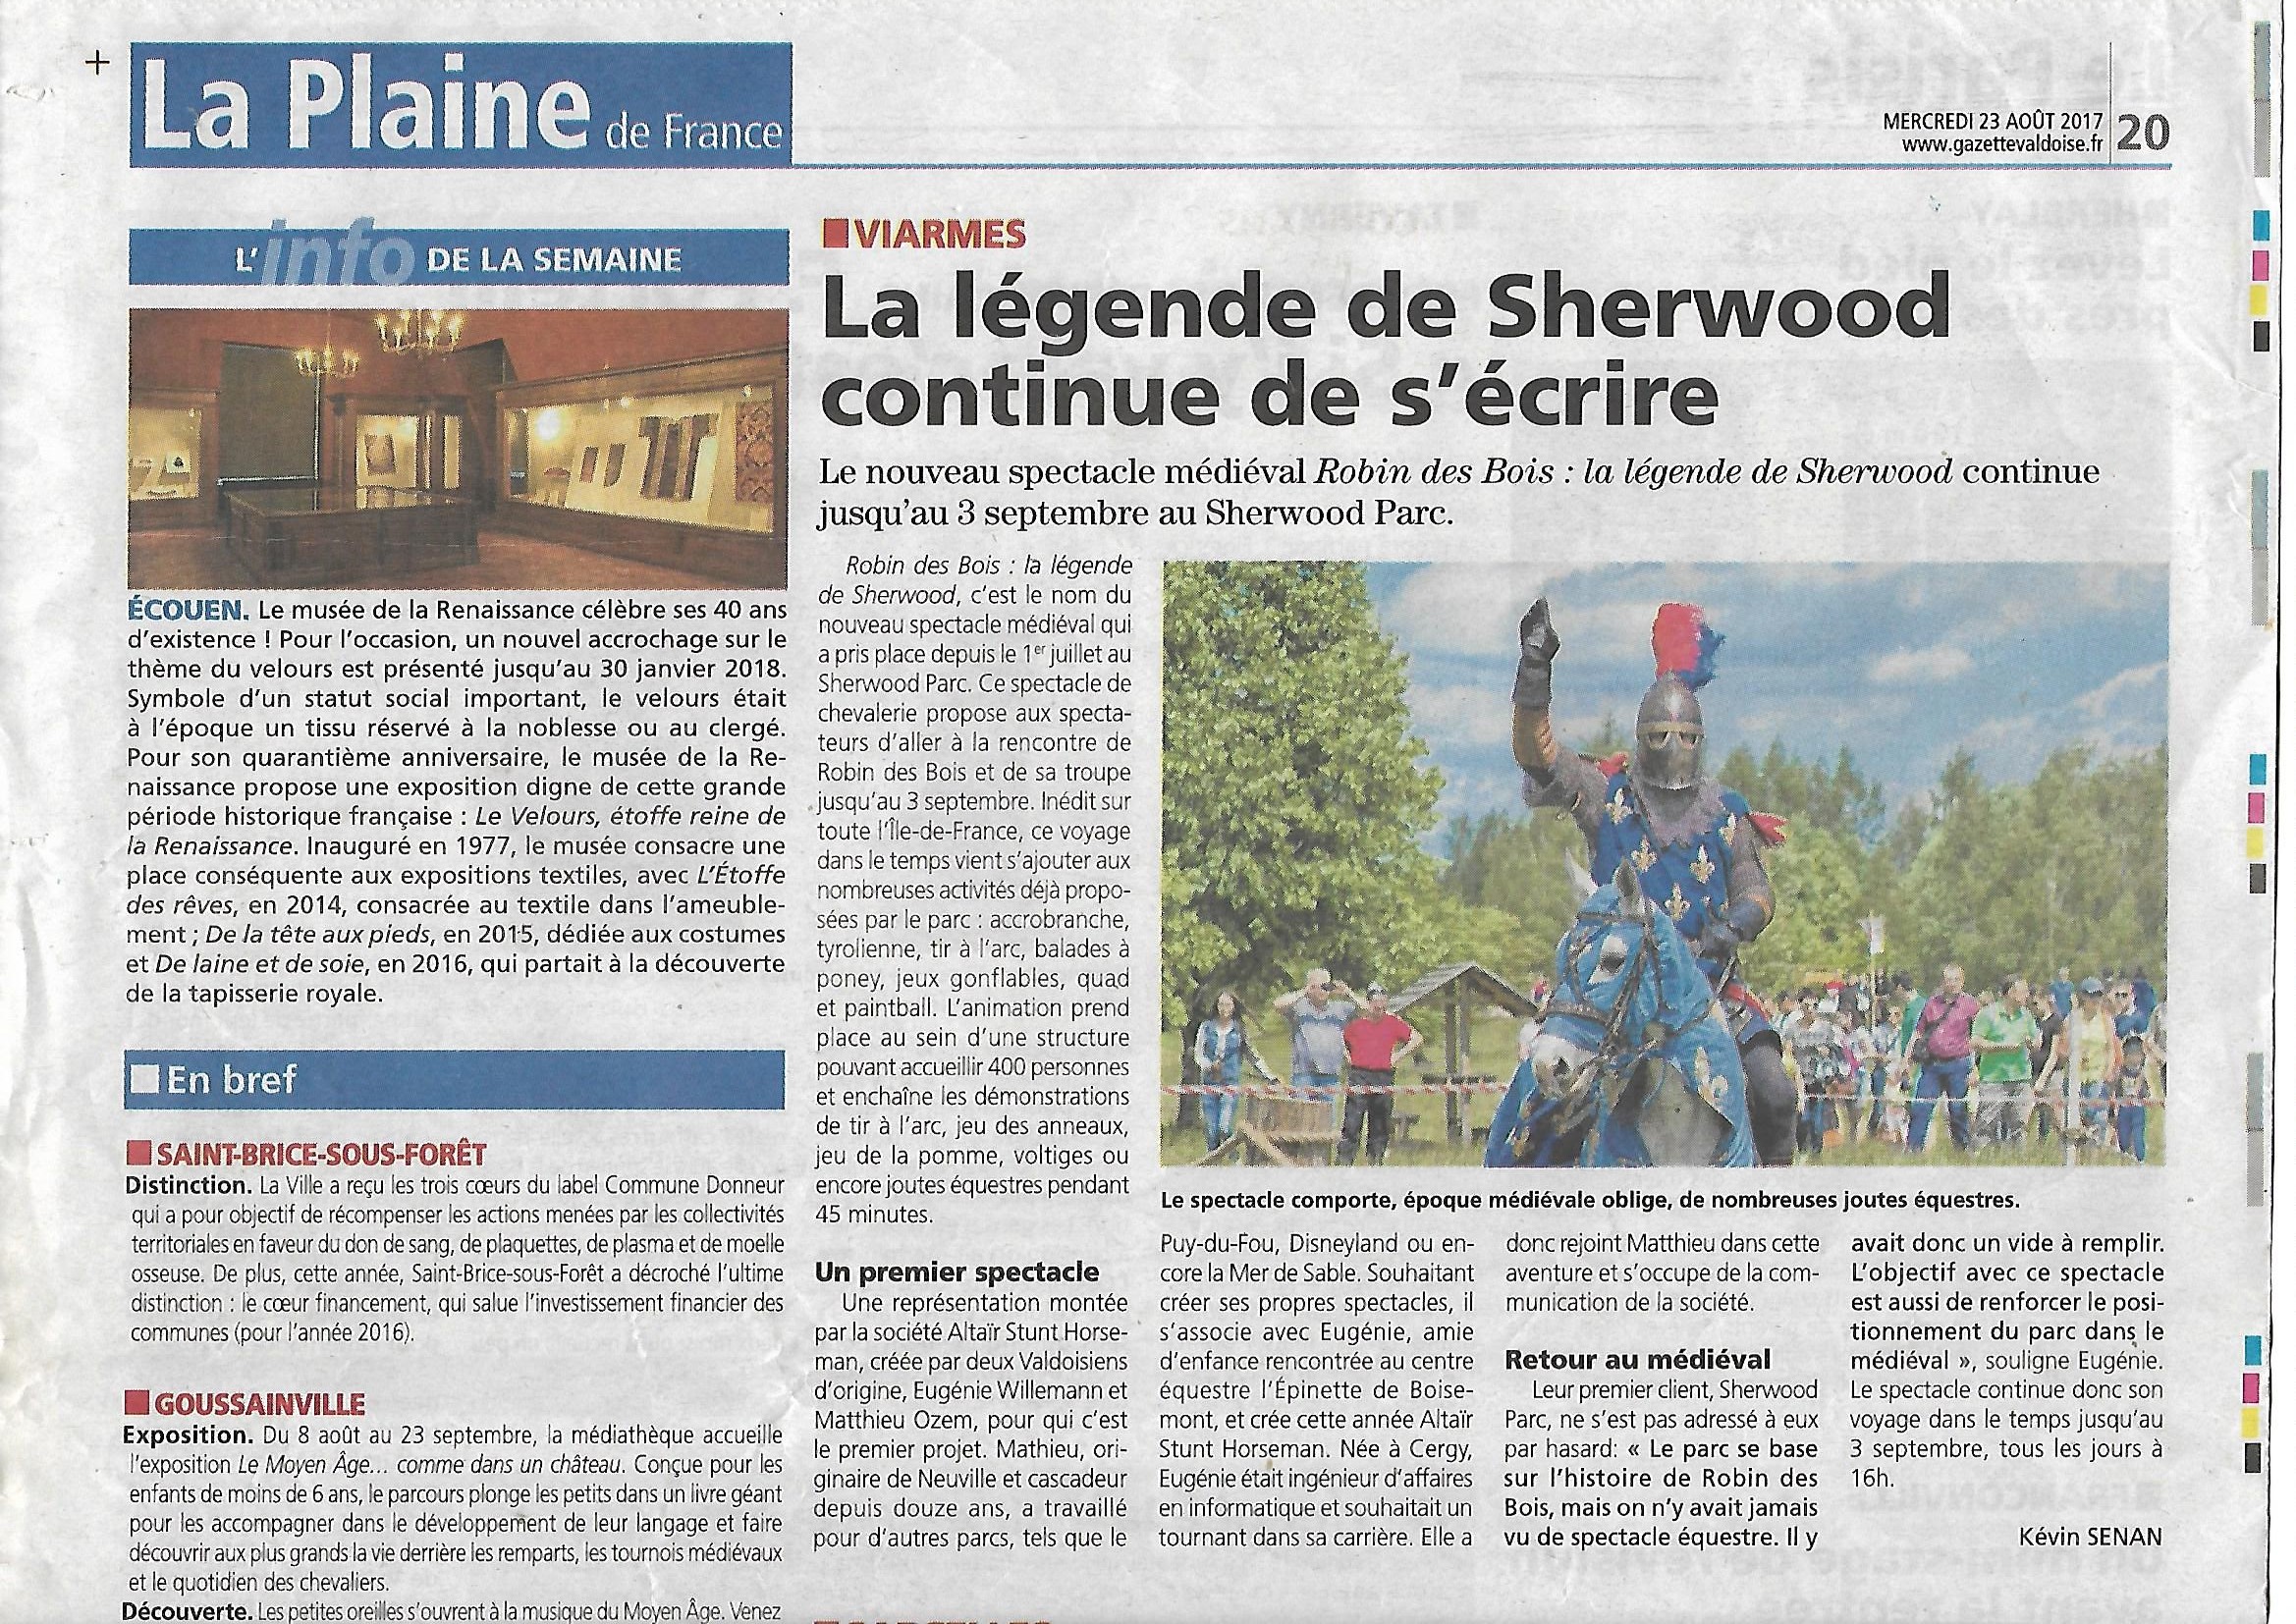 La Plaine de France
MERCREDI 23 AOÛT 2017
www.gazettevaldoise.fr
20
L'info DE LA SEMAINE
ÉCOUEN. Le musée de la Renaissance célèbre ses 40 ans
d'existence ! Pour l'occasion, un nouvel accrochage sur le
thème du velours est présenté jusqu'au 30 janvier 2018.
Symbole d'un statut social important, le velours était
à l'époque un tissu réservé à la noblesse ou au clergé.
Pour son quarantième anniversaire, le musée de la Re-
naissance propose une exposition digne de cette grande
période historique française : Le Velours, étoffe reine de
la Renaissance. Inauguré en 1977, le musée consacre une
place conséquente aux expositions textiles, avec L'Étoffe
des rêves, en 2014, consacrée au textile dans l'ameuble-
ment ; De la tête aux pieds, en 2015, dédiée aux costumes
et De laine et de soie, en 2016, qui partait à la découverte
de la tapisserie royale.
En bref
SAINT-BRICE-SOUS-FORÊT
Distinction. La Ville a reçu les trois cœurs du label Commune Donneur
qui a pour objectif de récompenser les actions menées par les collectivités
territoriales en faveur du don de sang, de plaquettes, de plasma et de moelle
osseuse. De plus, cette année, Saint-Brice-sous-Forêt a décroché l'ultime
distinction : le cœur financement, qui salue l'investissement financier des
communes (pour l'année 2016).
GOUSSAINVILLE
Exposition. Du 8 août au 23 septembre, la médiathèque accueille
l'exposition Le Moyen Âge... comme dans un château. Conçue pour les
enfants de moins de 6 ans, le parcours plonge les petits dans un livre géant
pour les accompagner dans le développement de leur langage et faire
découvrir aux plus grands la vie derrière les remparts, les tournois médiévaux
et le quotidien des chevaliers.
Découverte. Les petites oreilles s'ouvrent à la musique du Moyen Âge. Venez
VIARMES
La légende de Sherwood
continue de s'écrire
Le nouveau spectacle médiéval Robin des Bois : la légende de Sherwood continue
jusqu'au 3 septembre au Sherwood Parc.
Robin des Bois : la légende
de Sherwood, c'est le nom du
nouveau spectacle médiéval qui
a pris place depuis le 1er juillet au
Sherwood Parc. Ce spectacle de
chevalerie propose aux specta-
teurs d'aller à la rencontre de
Robin des Bois et de sa troupe
jusqu'au 3 septembre. Inédit sur
toute l'Île-de-France, ce voyage
dans le temps vient s'ajouter aux
nombreuses activités déjà propo-
sées par le parc : accrobranche,
tyrolienne, tir à l'arc, balades à
poney, jeux gonflables, quad
et paintball. L'animation prend
place au sein d'une structure
pouvant accueillir 400 personnes
et enchaîne les démonstrations
de tir à l'arc, jeu des anneaux,
jeu de la pomme, voltiges ou
encore joutes équestres pendant
45 minutes.
Un premier spectacle
Une représentation montée
par la société Altaïr Stunt Horse-
man, créée par deux Valdoisiens
d'origine, Eugénie Willemann et
Matthieu Ozem, pour qui c'est
le premier projet. Mathieu, ori-
ginaire de Neuville et cascadeur
depuis douze ans, a travaillé
pour d'autres parcs, tels que le
Le spectacle comporte, époque médiévale oblige, de nombreuses joutes équestres.
Puy-du-Fou, Disneyland ou en-
core la Mer de Sable. Souhaitant
créer ses propres spectacles, il
s'associe avec Eugénie, amie
d'enfance rencontrée au centre
équestre l'Épinette de Boise-
mont, et crée cette année Altaïr
Stunt Horseman. Née à Cergy,
Eugénie était ingénieur d'affaires
en informatique et souhaitait un
tournant dans sa carrière. Elle a
donc rejoint Matthieu dans cette
aventure et s'occupe de la com-
munication de la société.
Retour au médiéval
Leur premier client, Sherwood
Parc, ne s'est pas adressé à eux
par hasard: « Le parc se base
sur l'histoire de Robin des
Bois, mais on n'y avait jamais
vu de spectacle équestre. Il y
avait donc un vide à remplir.
L'objectif avec ce spectacle
est aussi de renforcer le posi-
tionnement du parc dans le
médiéval », souligne Eugénie.
Le spectacle continue donc son
voyage dans le temps jusqu'au
3 septembre, tous les jours à
16h.
Kévin SENAN